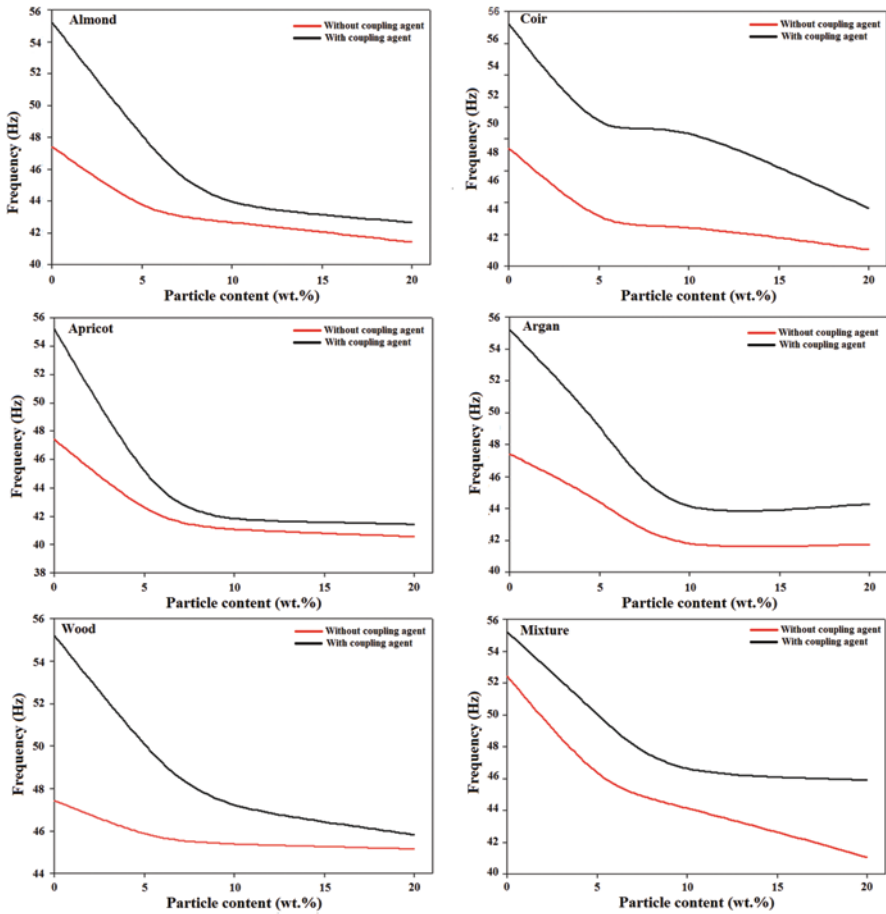 Almond
Without coupling agent
With coupling agent
56
54
52
50
48
46
44
42
40
Frequency (Hz)
0 5 10 15 20
Particle content (wt.%)
Coir
Without coupling agent
With coupling agent
56
54
52
50
48
46
44
42
40
Frequency (Hz)
0 5 10 15 20
Particle content (wt.%)
Apricot
Without coupling agent
With coupling agent
56
54
52
50
48
46
44
42
40
38
Frequency (Hz)
0 5 10 15 20
Particle content (wt.%)
Argan
Without coupling agent
With coupling agent
56
54
52
50
48
46
44
42
40
Frequency (Hz)
0 5 10 15 20
Particle content (wt.%)
Wood
Without coupling agent
With coupling agent
56
54
52
50
48
46
44
Frequency (Hz)
0 5 10 15 20
Particle content (wt.%)
Mixture
Without coupling agent
With coupling agent
56
54
52
50
48
46
44
42
40
Frequency (Hz)
0 5 10 15 20
Particle content (wt.%)